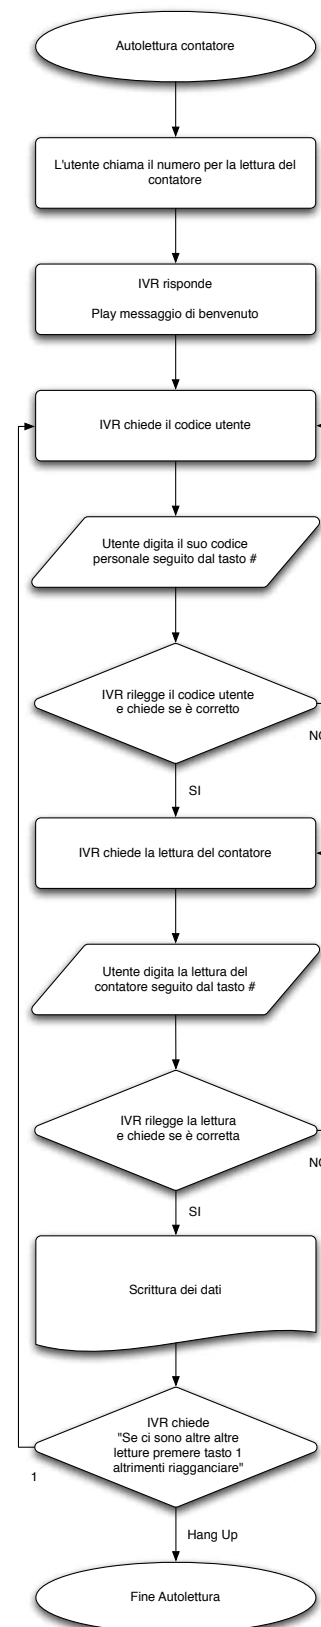 Autolettura contatore
L'utente chiama il numero per la lettura del
contatore
IVR risponde
Play messaggio di benvenuto
IVR chiede il codice utente
Utente digita il suo codice
personale seguito dal tasto #
IVR rilegge il codice utente
e chiede se è corretto
SI
IVR chiede la lettura del contatore
Utente digita la lettura del
contatore seguito dal tasto #
IVR rilegge la lettura
e chiede se è corretta
SI
Scrittura dei dati
IVR chiede
"Se ci sono altre altre
letture premere tasto 1
altrimenti riagganciare"
1
Hang Up
Fine Autolettura